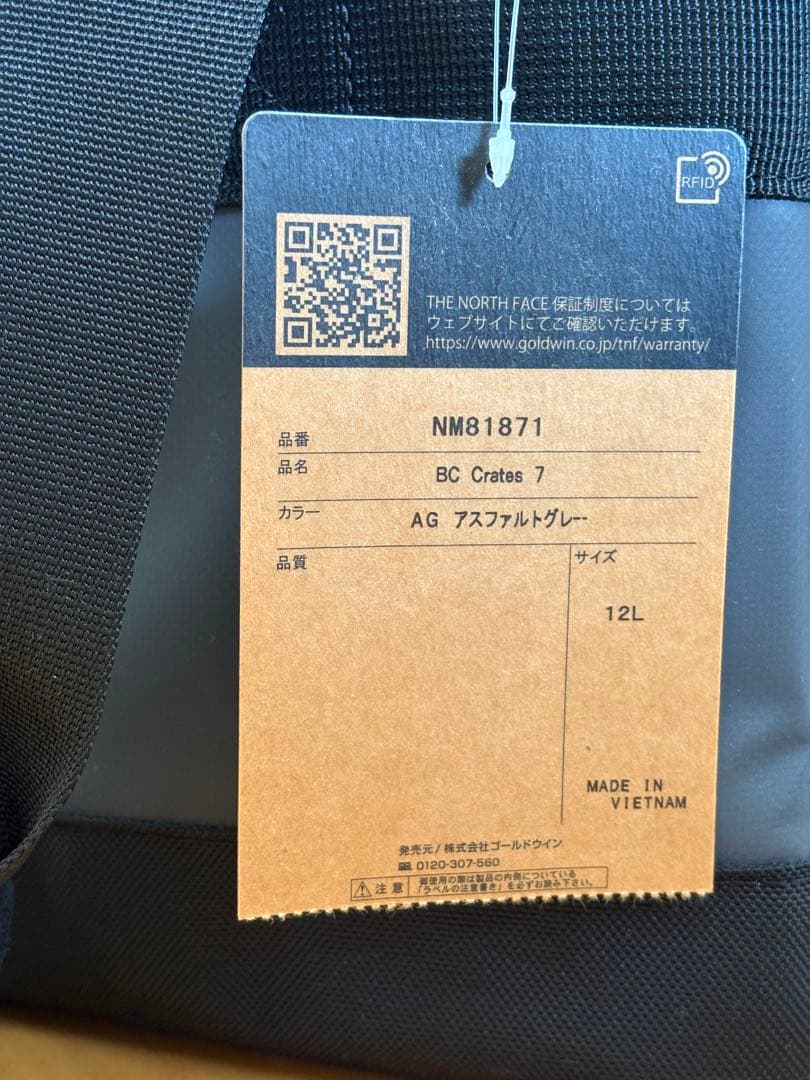 RFID
THE NORTH FACE 保証制度については
ウェブサイトにてご確認いただけます。
https://www.goldwin.co.jp/tnf/warranty/
品番 NM81871
品名 BC Crates 7
カラー AG アスファルトグレー
品質
サイズ
12L
MADE IN
VIETNAM
発売元/株式会社ゴールドウイン
0120-307-560
注意
御使用の際は製品の内側についている
「ラベルの注意書き」を必ずお読み下さい。